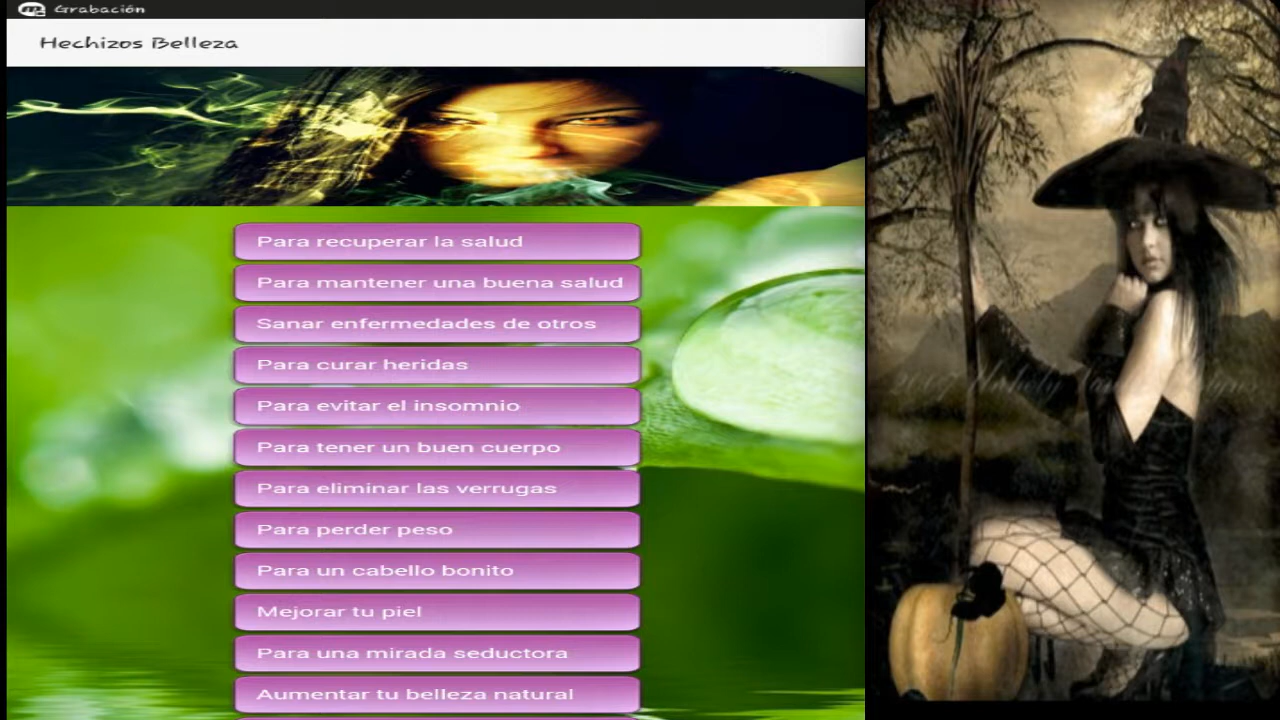 Grabación
Hechizos Belleza
Para recuperar la salud
Para mantener una buena salud
Sanar enfermedades de otros
Para curar heridas
Para evitar el insomnio
Para tener un buen cuerpo
Para eliminar las verrugas
Para perder peso
Para un cabello bonito
Mejorar tu piel
Para una mirada seductora
Aumentar tu belleza natural